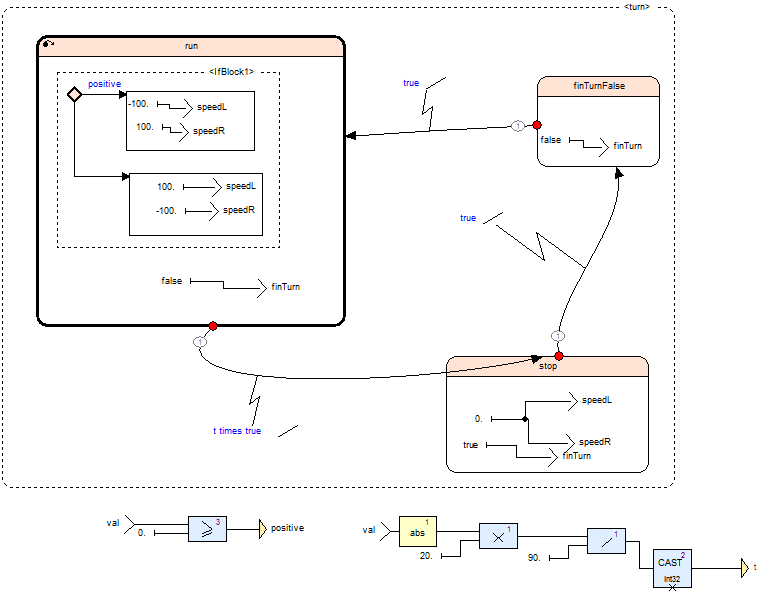 <turn>
run
<IfBlock1>
positive
-100.
speedL
100.
speedR
100.
speedL
-100.
speedR
false
finTurn
1
t times true
true
1
finTurnFalse
false
finTurn
true
1
stop
0.
speedL
speedR
true
finTurn
val
0.
3
positive
val
1
abs
20.
1
90.
1
2
CAST
Int32
t